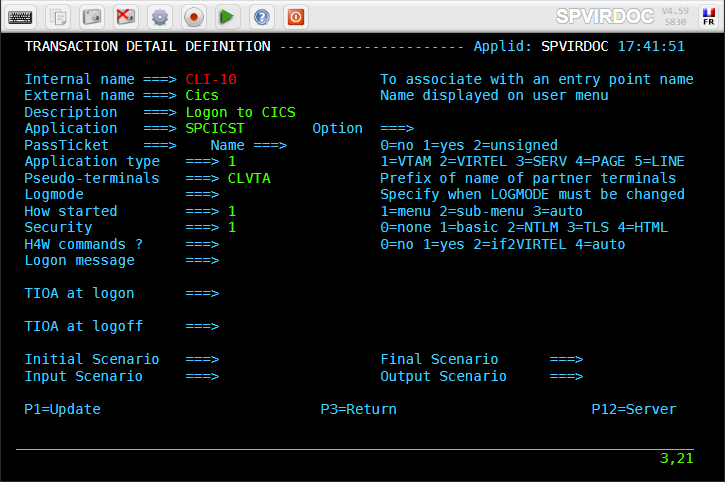 SPVIRDOC V4.59
5830
FR
TRANSACTION DETAIL DEFINITION ---------------------- Applid: SPVIRDOC 17:41:51
Internal name ===> CLI-10 To associate with an entry point name
External name ===> Cics Name displayed on user menu
Description ===> Logon to CICS
Application ===> SPCICST Option ===>
PassTicket ===> Name ===> 0=no 1=yes 2=unsigned
Application type ===> 1 1=VTAM 2=VIRTEL 3=SERV 4=PAGE 5=LINE
Pseudo-terminals ===> CLVTA Prefix of name of partner terminals
Logmode ===> Specify when LOGMODE must be changed
How started ===> 1 1=menu 2=sub-menu 3=auto
Security ===> 1 0=none 1=basic 2=NTLM 3=TLS 4=HTML
H4W commands ? ===> 0=no 1=yes 2=if2VIRTEL 4=auto
Logon message ===>
TIOA at logon ===>
TIOA at logoff ===>
Initial Scenario ===> Final Scenario ===>
Input Scenario ===> Output Scenario ===>
P1=Update P3=Return P12=Server
3,21